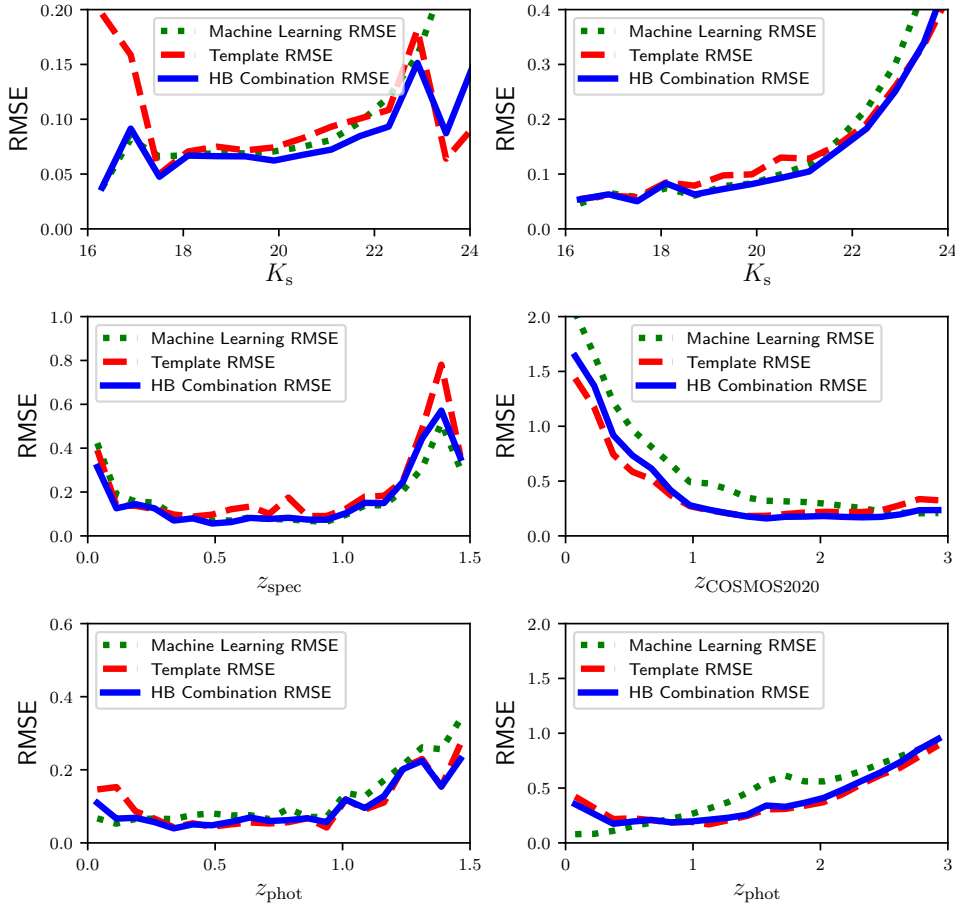 0.20
0.15
0.10
0.05
0.00
RMSE
Machine Learning RMSE
Template RMSE
HB Combination RMSE
16 18 20 22 24
K_s
0.4
0.3
0.2
0.1
0.0
RMSE
Machine Learning RMSE
Template RMSE
HB Combination RMSE
16 18 20 22 24
K_s
1.0
0.8
0.6
0.4
0.2
0.0
RMSE
Machine Learning RMSE
Template RMSE
HB Combination RMSE
0.0 0.5 1.0 1.5
z_spec
2.0
1.5
1.0
0.5
0.0
RMSE
Machine Learning RMSE
Template RMSE
HB Combination RMSE
0 1 2 3
z_COSMOS2020
0.6
0.4
0.2
0.0
RMSE
Machine Learning RMSE
Template RMSE
HB Combination RMSE
0.0 0.5 1.0 1.5
z_phot
2.0
1.5
1.0
0.5
0.0
RMSE
Machine Learning RMSE
Template RMSE
HB Combination RMSE
0 1 2 3
z_phot